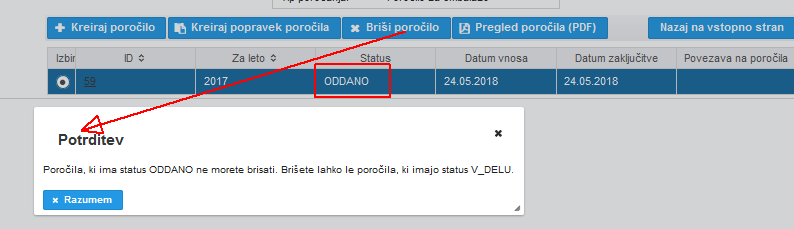 Kreiraj poročilo Kreiraj popravek poročila Briši poročilo Pregled poročila (PDF) Nazaj na vstopno stran
Izbir ID Za leto Status Datum vnosa Datum zaključitve Povezava na poročila
59 2017 ODDANO 24.05.2018 24.05.2018
Potrditev
Poročila, ki ima status ODDANO ne morete brisati. Brišete lahko le poročila, ki imajo status V_DELU.
Razumem